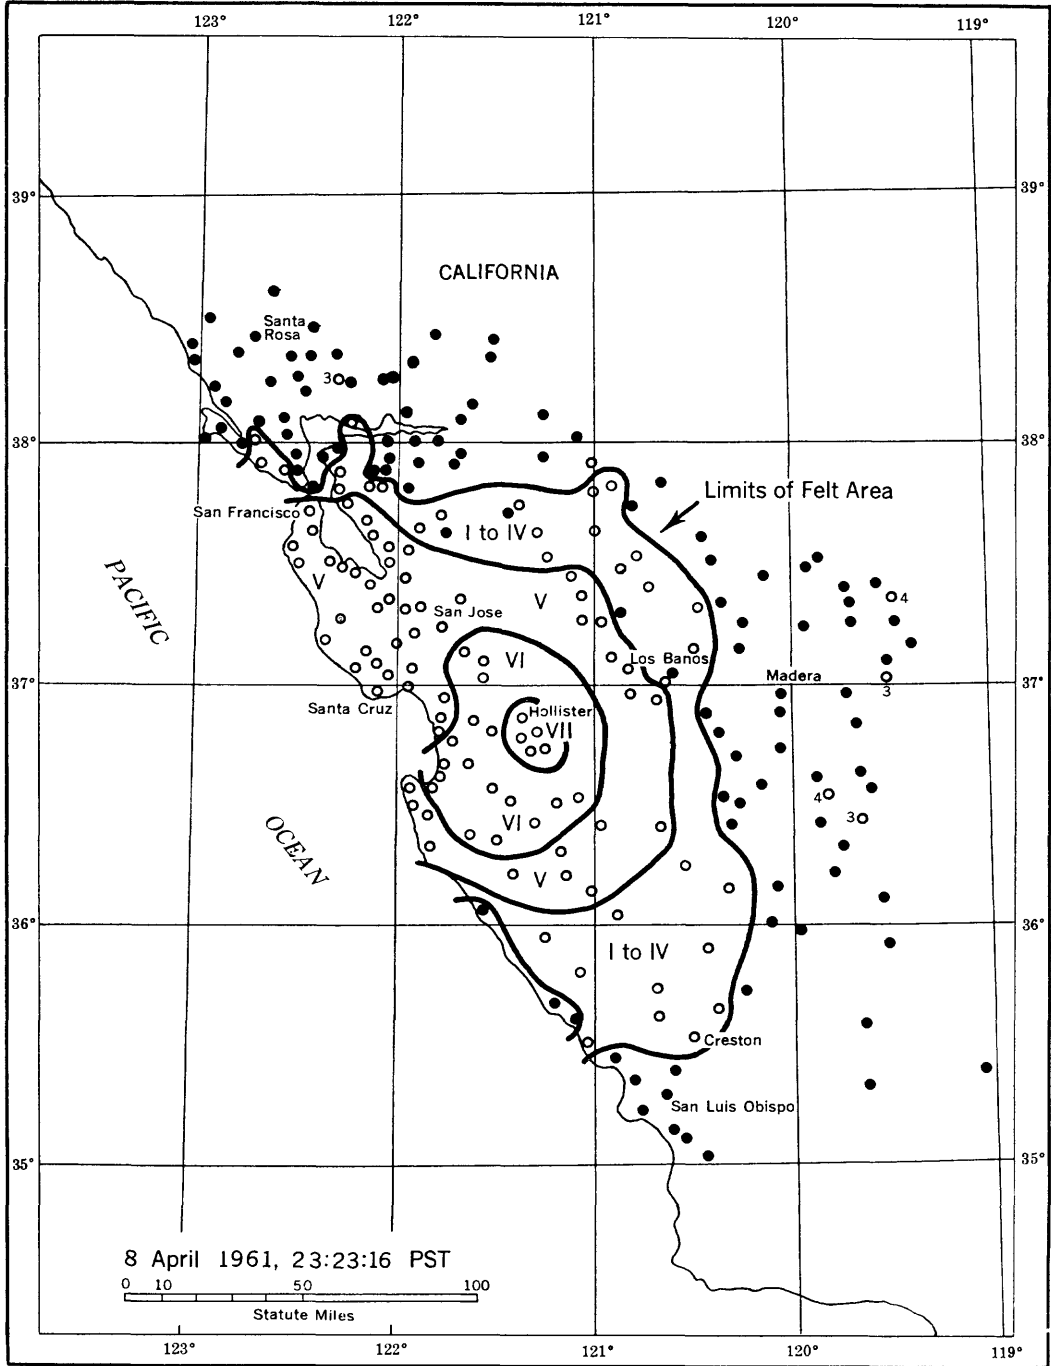 123° 122° 121° 120° 119°
39° 39°
CALIFORNIA
Santa
Rosa
3
38° 38°
Limits of Felt Area
San Francisco
I to IV
PACIFIC
V
V
4
San Jose
VI
Los Banos
Madera
37° 37°
3
Santa Cruz
Hollister
VII
4
3
OCEAN
VI
V
36° 36°
I to IV
Creston
San Luis Obispo
35° 35°
8 April 1961, 23:23:16 PST
0 10 50 100
Statute Miles
123° 122° 121° 120° 119°